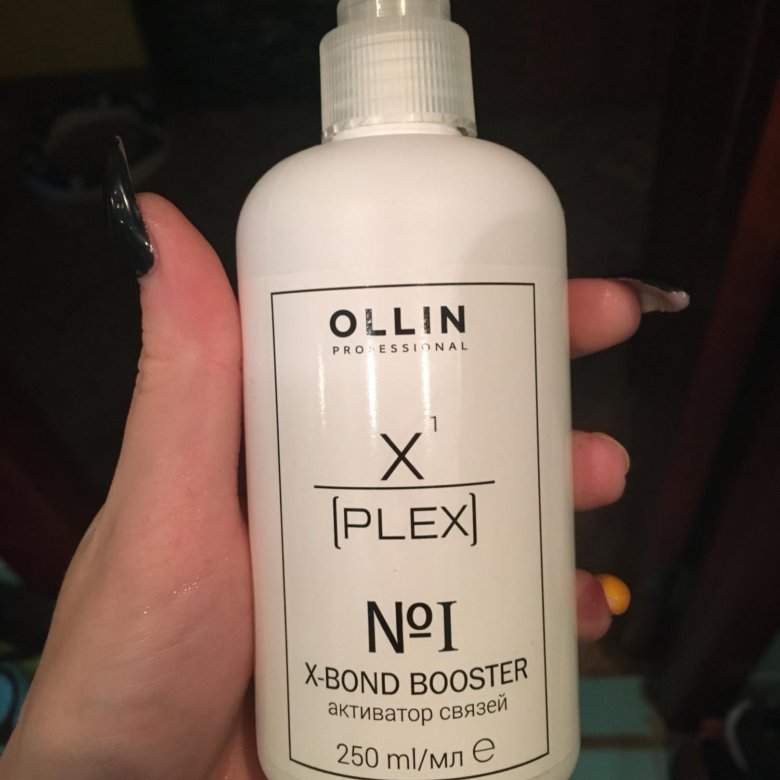 OLLIN
PROFESSIONAL
X¹
[PLEX]
№1
X-BOND BOOSTER
активатор связей
250 ml/мл ℮